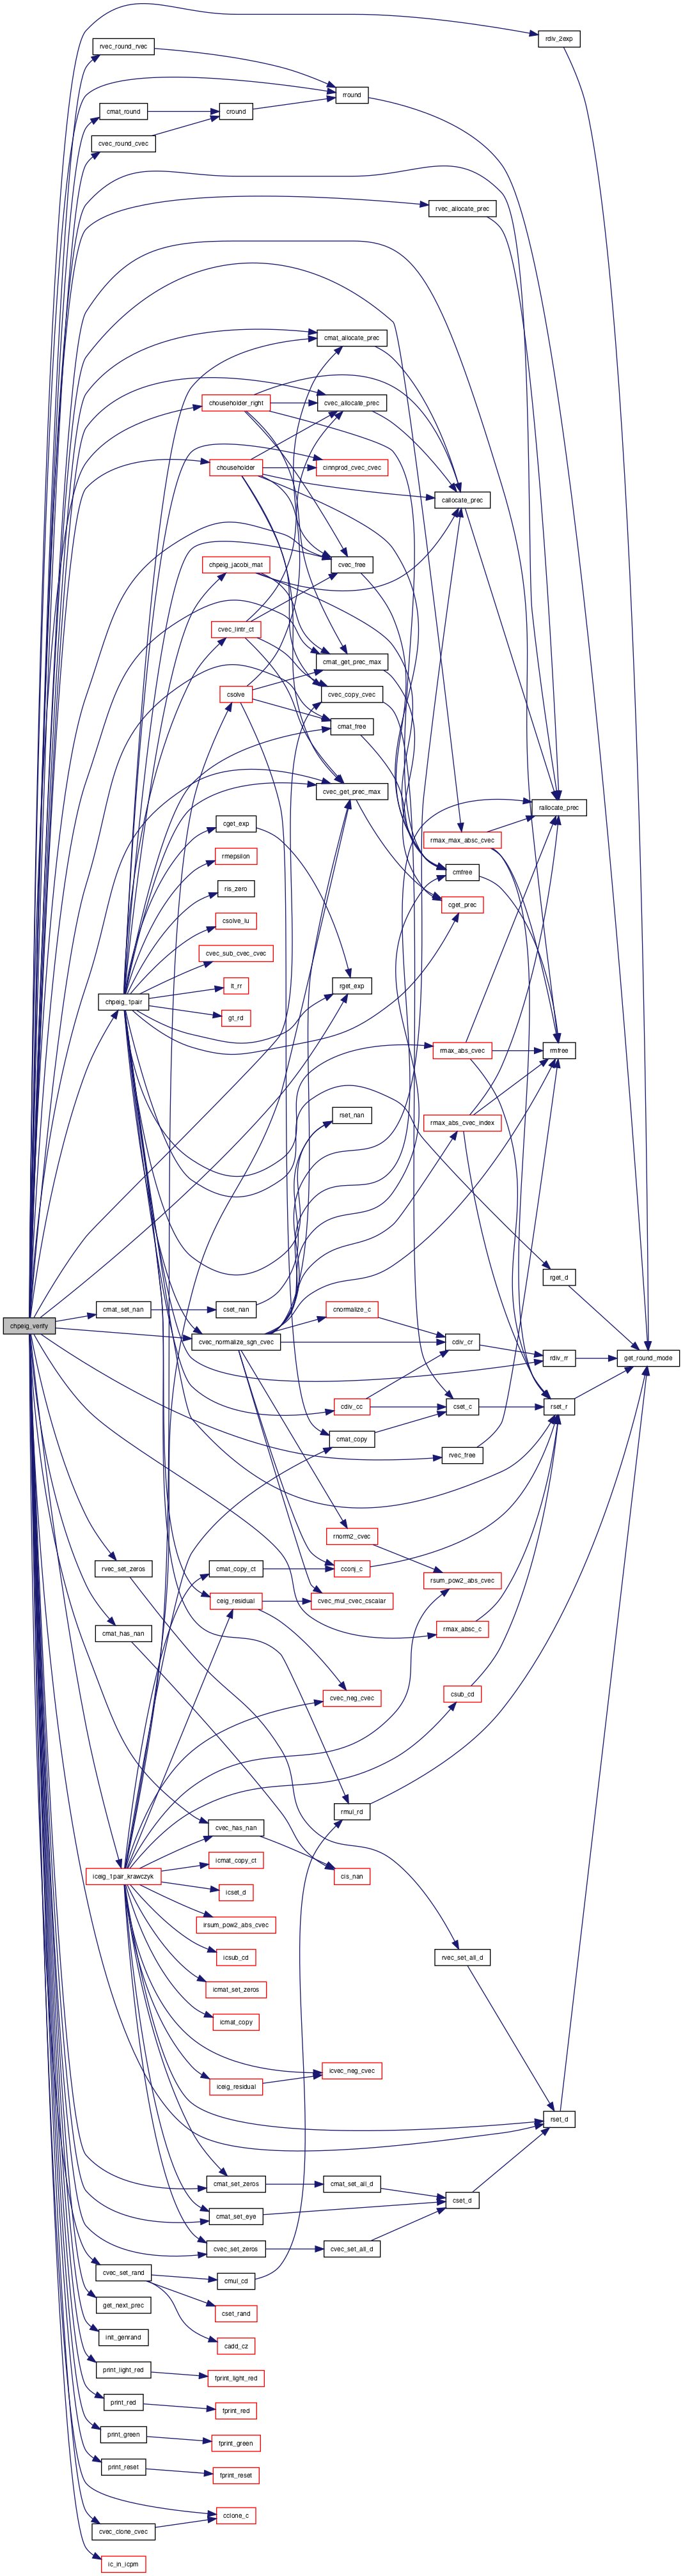 rdiv_2exp
rvec_round_rvec
rround
cmat_round
cround
cvec_round_cvec
rvec_allocate_prec
cmat_allocate_prec
chouseholder_right
cvec_allocate_prec
chouseholder
cinnprod_cvec_cvec
callocate_prec
chpeig_jacobi_mat
cvec_free
cvec_lintr_ct
cmat_get_prec_max
csolve
cvec_copy_cvec
cmat_free
cvec_get_prec_max
rallocate_prec
cget_exp
rmax_max_absc_cvec
rmepsilon
cmfree
ris_zero
cget_prec
csolve_lu
cvec_sub_cvec_cvec
lt_rr
rget_exp
chpeig_1pair
gt_rd
rmax_abs_cvec
rmfree
rset_nan
rmax_abs_cvec_index
rget_d
cmat_set_nan
cset_nan
cnormalize_c
chpeig_verify
cvec_normalize_sgn_cvec
cdiv_cr
rdiv_rr
get_round_mode
cdiv_cc
cset_c
rset_r
cmat_copy
rvec_free
rnorm2_cvec
rvec_set_zeros
cmat_copy_ct
cconj_c
rsum_pow2_abs_cvec
ceig_residual
cvec_mul_cvec_cscalar
cmat_has_nan
rmax_absc_c
cvec_neg_cvec
csub_cd
rmul_rd
cvec_has_nan
iceig_1pair_krawczyk
icmat_copy_ct
cis_nan
icset_d
irsum_pow2_abs_cvec
icsub_cd
rvec_set_all_d
icmat_set_zeros
icmat_copy
icvec_neg_cvec
iceig_residual
rset_d
cmat_set_zeros
cmat_set_all_d
cset_d
cmat_set_eye
cvec_set_zeros
cvec_set_all_d
cvec_set_rand
cmul_cd
get_next_prec
cset_rand
init_genrand
cadd_cz
print_light_red
fprint_light_red
print_red
fprint_red
print_green
fprint_green
print_reset
fprint_reset
cclone_c
cvec_clone_cvec
ic_in_icpm